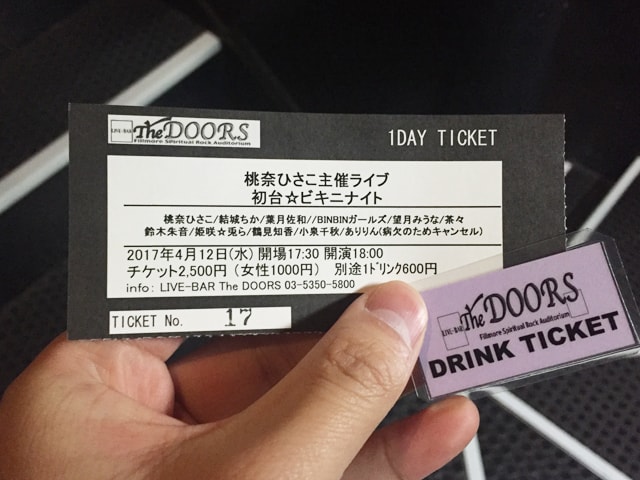 LIVE-BAR The DOORS
Fillmore Spiritual Rock Auditorium
1DAY TICKET
桃奈ひさこ主催ライブ
初台☆ビキニナイト
桃奈ひさこ/結城ちか/葉月佐和//BINBINガールズ/望月みうな/茶々
鈴木朱音/姫咲☆兎ら/鶴見知香/小泉千秋/ありりん(病欠のためキャンセル)
2017年4月12日(水) 開場17:30 開演18:00
チケット2,500円 (女性1000円) 別途1ドリンク600円
info: LIVE-BAR The DOORS 03-5350-5800
TICKET No. 17
LIVE-BAR The DOORS
Fillmore Spiritual Rock Auditorium
DRINK TICKET